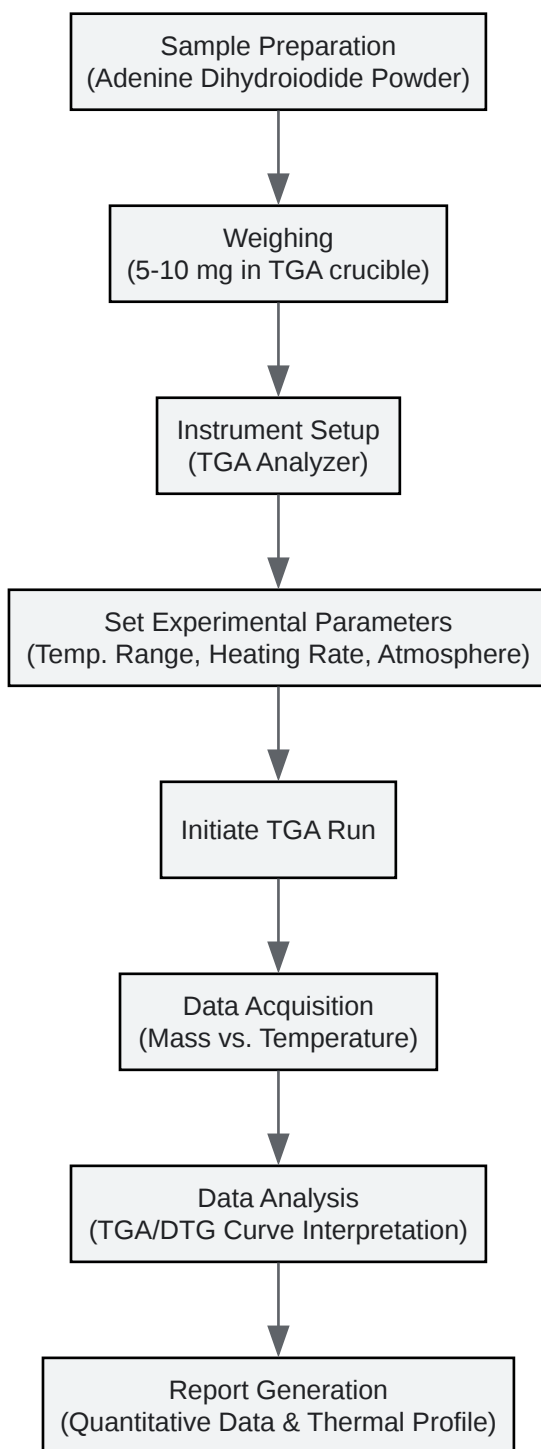 Sample Preparation
(Adenine Dihydroiodide Powder)
Weighing
(5-10 mg in TGA crucible)
Instrument Setup
(TGA Analyzer)
Set Experimental Parameters
(Temp. Range, Heating Rate, Atmosphere)
Initiate TGA Run
Data Acquisition
(Mass vs. Temperature)
Data Analysis
(TGA/DTG Curve Interpretation)
Report Generation
(Quantitative Data & Thermal Profile)